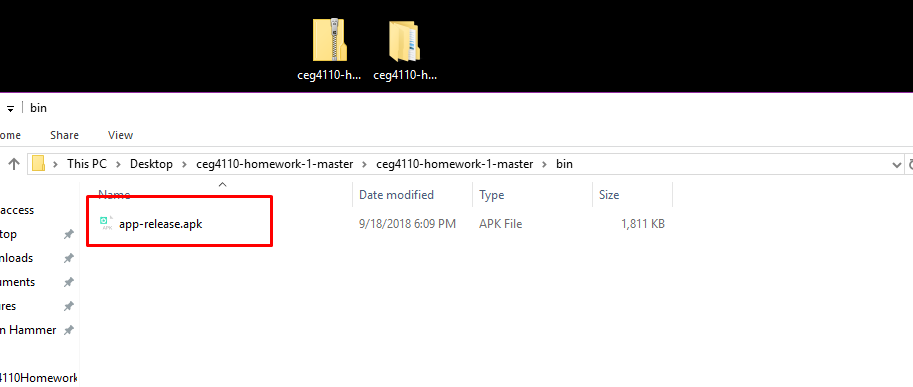 ceg4110-h... ceg4110-h...
bin
ome Share View
This PC Desktop ceg4110-homework-1-master ceg4110-homework-1-master bin
Name Date modified Type Size
access
app-release.apk 9/18/2018 6:09 PM APK File 1,811 KB
top
wnloads
uments
ures
n Hammer
4110Homework